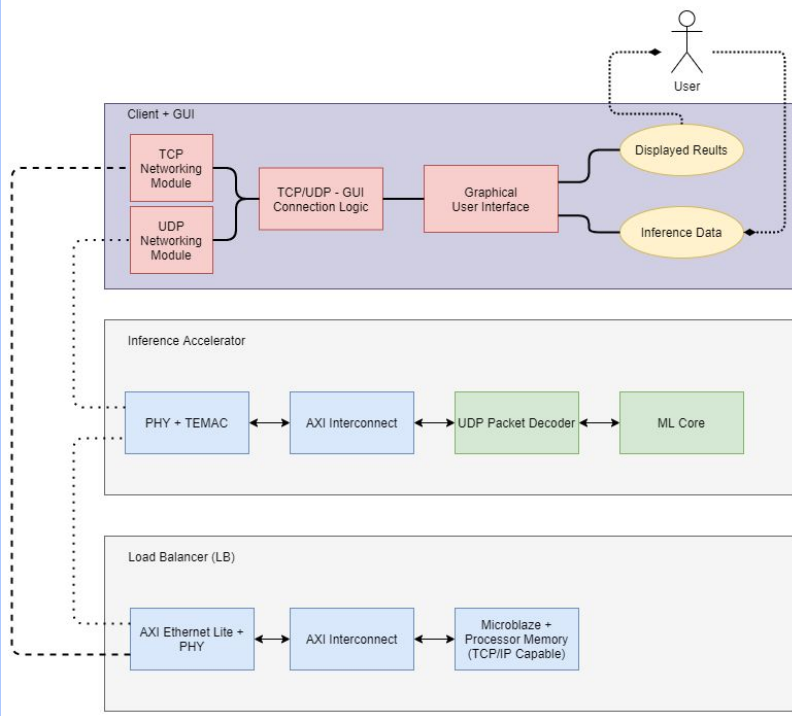 User
Client + GUI
TCP
Networking
Module
UDP
Networking
Module
TCP/UDP - GUI
Connection Logic
Graphical
User Interface
Displayed Reults
Inference Data
Inference Accelerator
PHY + TEMAC
AXI Interconnect
UDP Packet Decoder
ML Core
Load Balancer (LB)
AXI Ethernet Lite +
PHY
AXI Interconnect
Microblaze +
Processor Memory
(TCP/IP Capable)